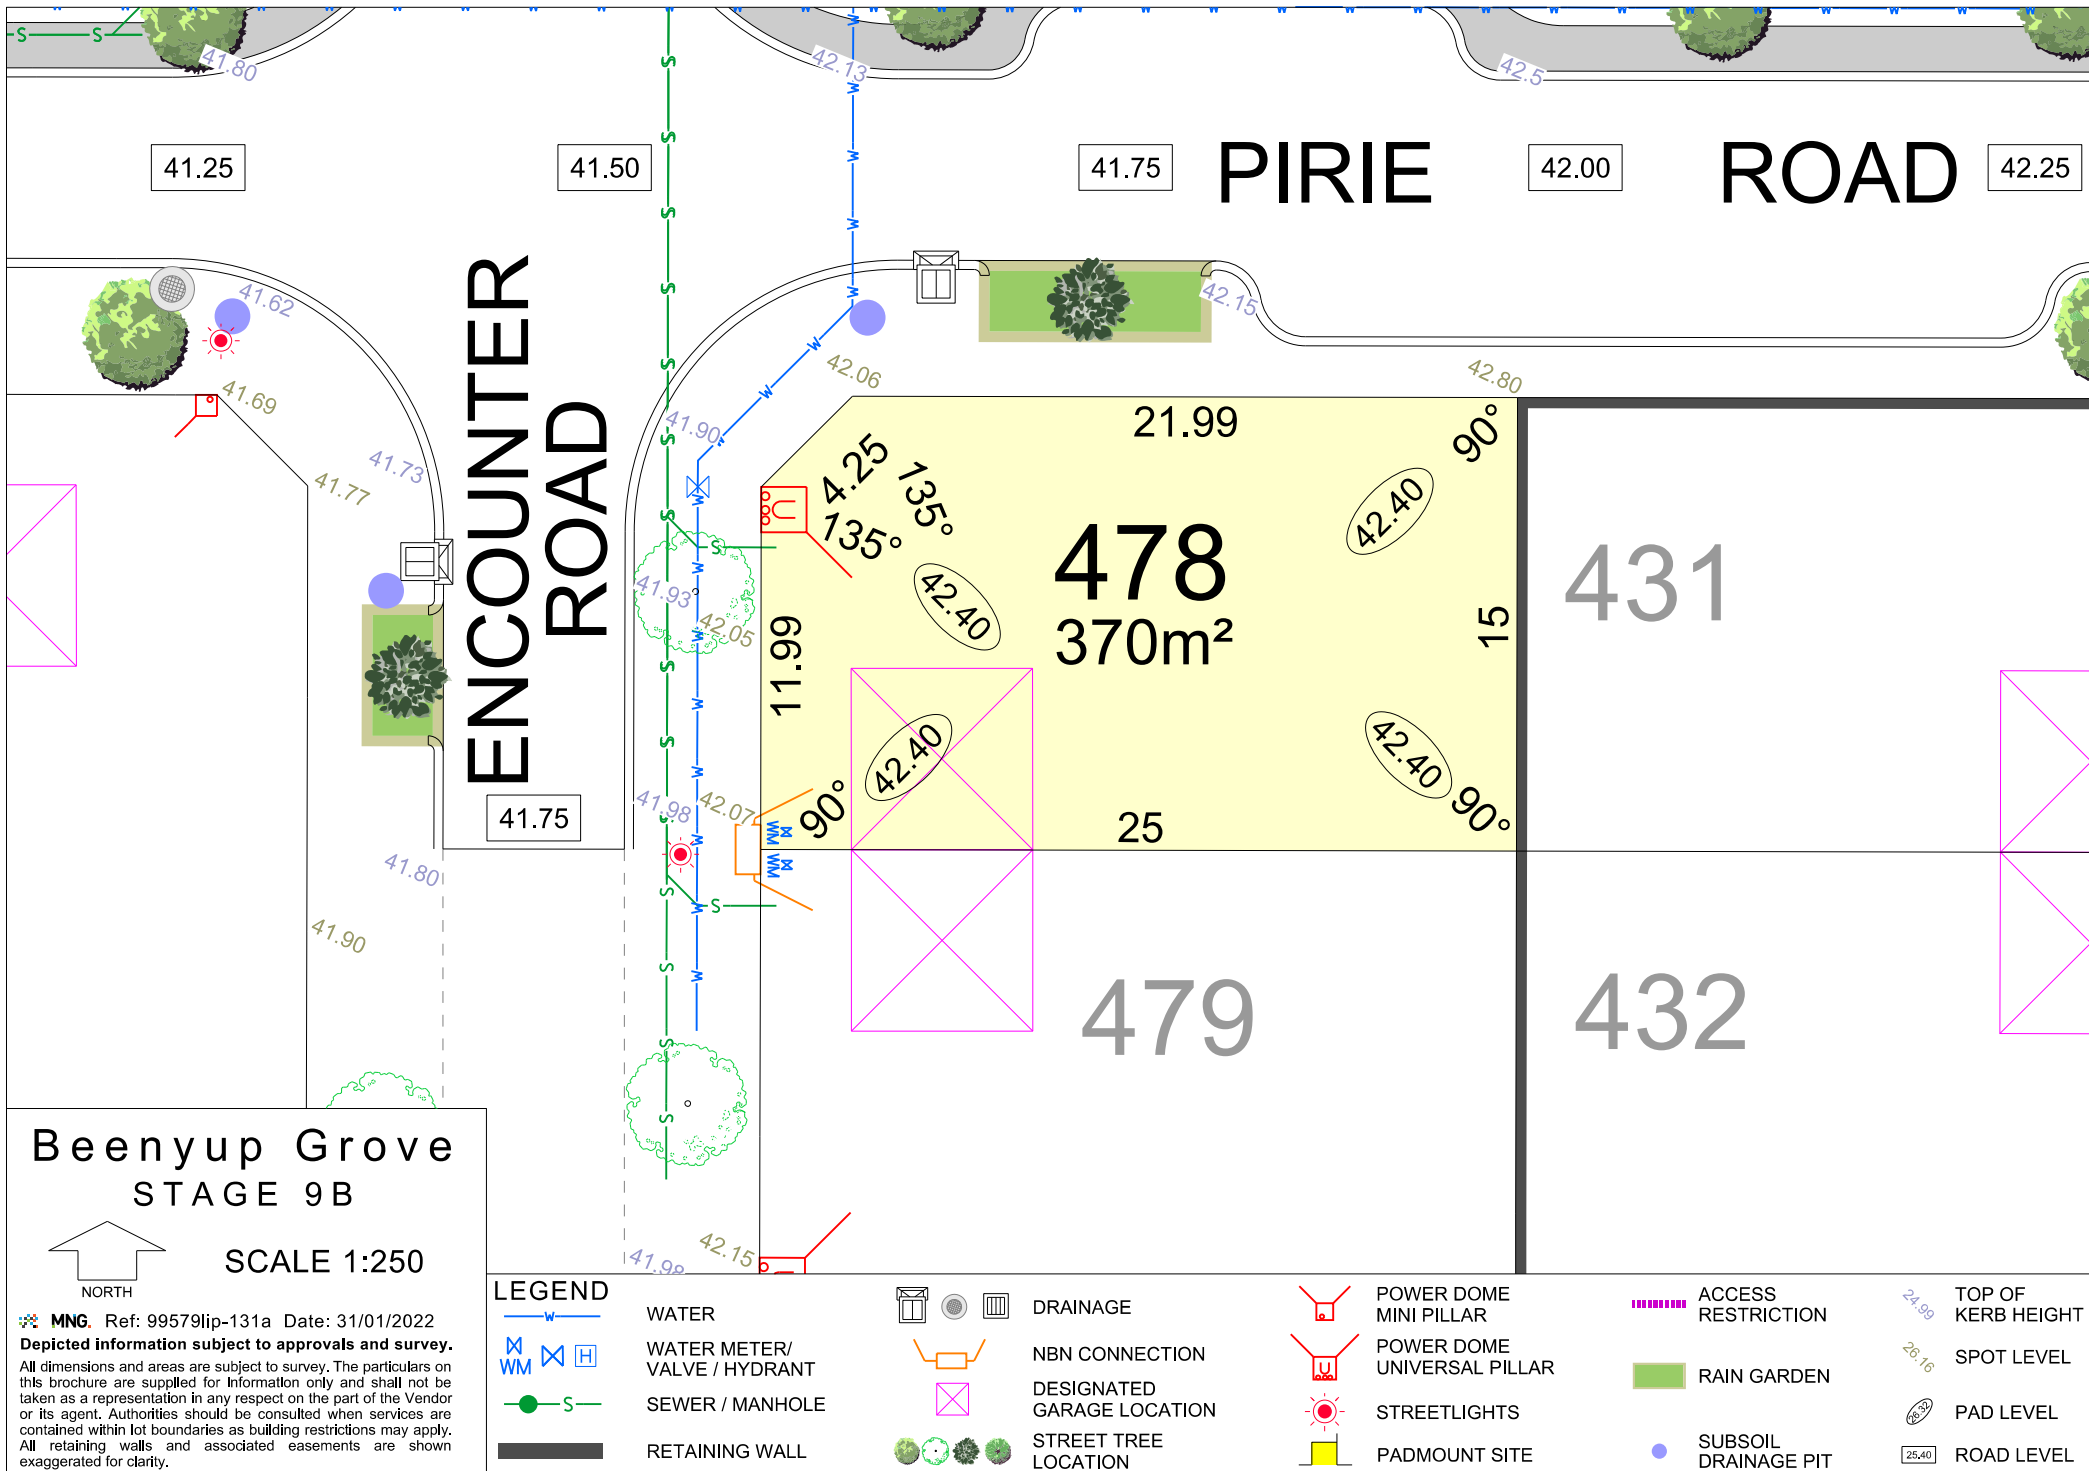 41.80
42.13
42.5
41.25
41.50
41.75
PIRIE ROAD
42.00
42.25
41.62
42.15
ENCOUNTER
ROAD
42.06
42.80
41.69
41.90
21.99
90°
4.25
135°
135°
41.73
41.77
42.40
478
370m²
431
41.93
42.05
42.40
11.99
15
42.40
42.40
90°
90°
41.75
41.98
42.07
WM
WM
25
41.80
41.90
479
432
41.98
42.15
Beenyup Grove
STAGE 9B
NORTH
SCALE 1:250
MNG. Ref: 99579lip-131a Date: 31/01/2022
Depicted information subject to approvals and survey.
All dimensions and areas are subject to survey. The particulars on
this brochure are supplied for information only and shall not be
taken as a representation in any respect on the part of the Vendor
or its agent. Authorities should be consulted when services are
contained within lot boundaries as building restrictions may apply.
All retaining walls and associated easements are shown
exaggerated for clarity.
LEGEND
W
WATER
WM
H
WATER METER/
VALVE / HYDRANT
S
SEWER / MANHOLE
RETAINING WALL
DRAINAGE
NBN CONNECTION
DESIGNATED
GARAGE LOCATION
STREET TREE
LOCATION
POWER DOME
MINI PILLAR
U
POWER DOME
UNIVERSAL PILLAR
STREETLIGHTS
PADMOUNT SITE
ACCESS
RESTRICTION
RAIN GARDEN
SUBSOIL
DRAINAGE PIT
24.99
TOP OF
KERB HEIGHT
26.16
SPOT LEVEL
26.32
PAD LEVEL
25.40
ROAD LEVEL